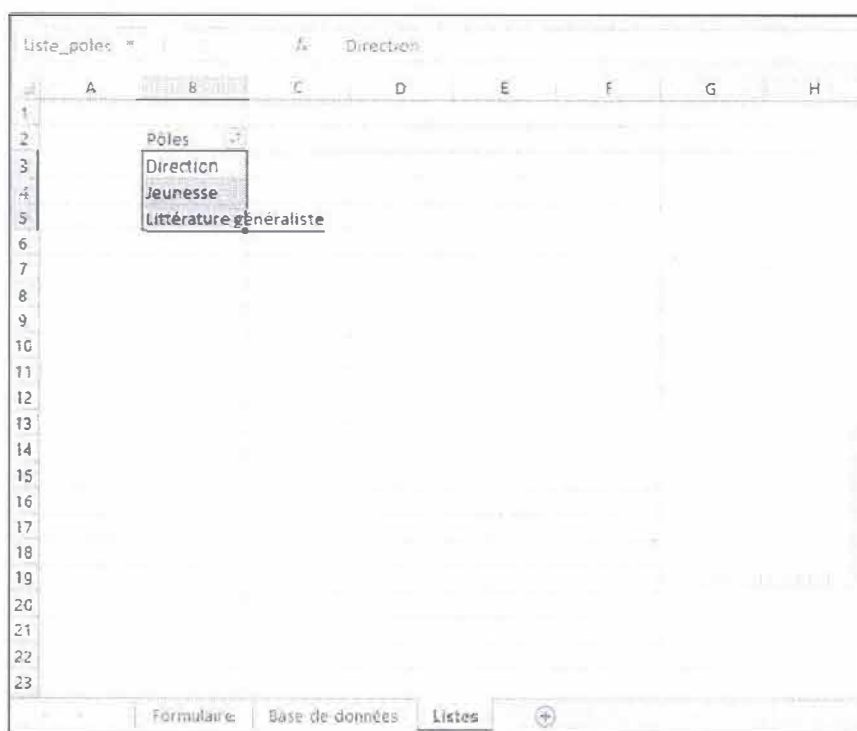 Liste_poles fx Direction
A B C D E F G H
1
2 Pôles
3 Direction
4 Jeunesse
5 Littérature généraliste
6
7
8
9
10
11
12
13
14
15
16
17
18
19
20
21
22
23
Formulaire Base de données Listes